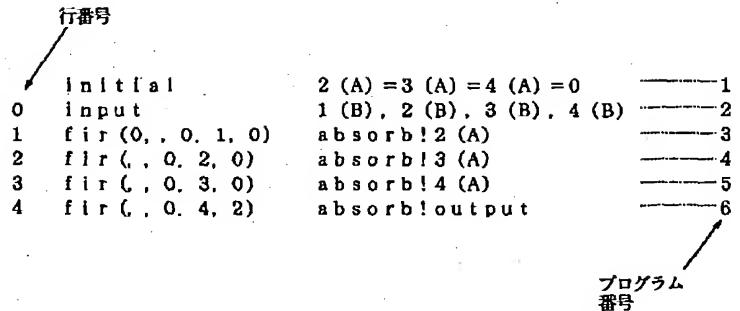 行番号
initial 2(A)=3(A)=4(A)=0 1
0 input 1(B), 2(B), 3(B), 4(B) 2
1 fir(0, , 0. 1, 0) absorb!2(A) 3
2 fir(, , 0. 2, 0) absorb!3(A) 4
3 fir(, , 0. 3, 0) absorb!4(A) 5
4 fir(, , 0. 4, 2) absorb!output 6
プログラム
番号